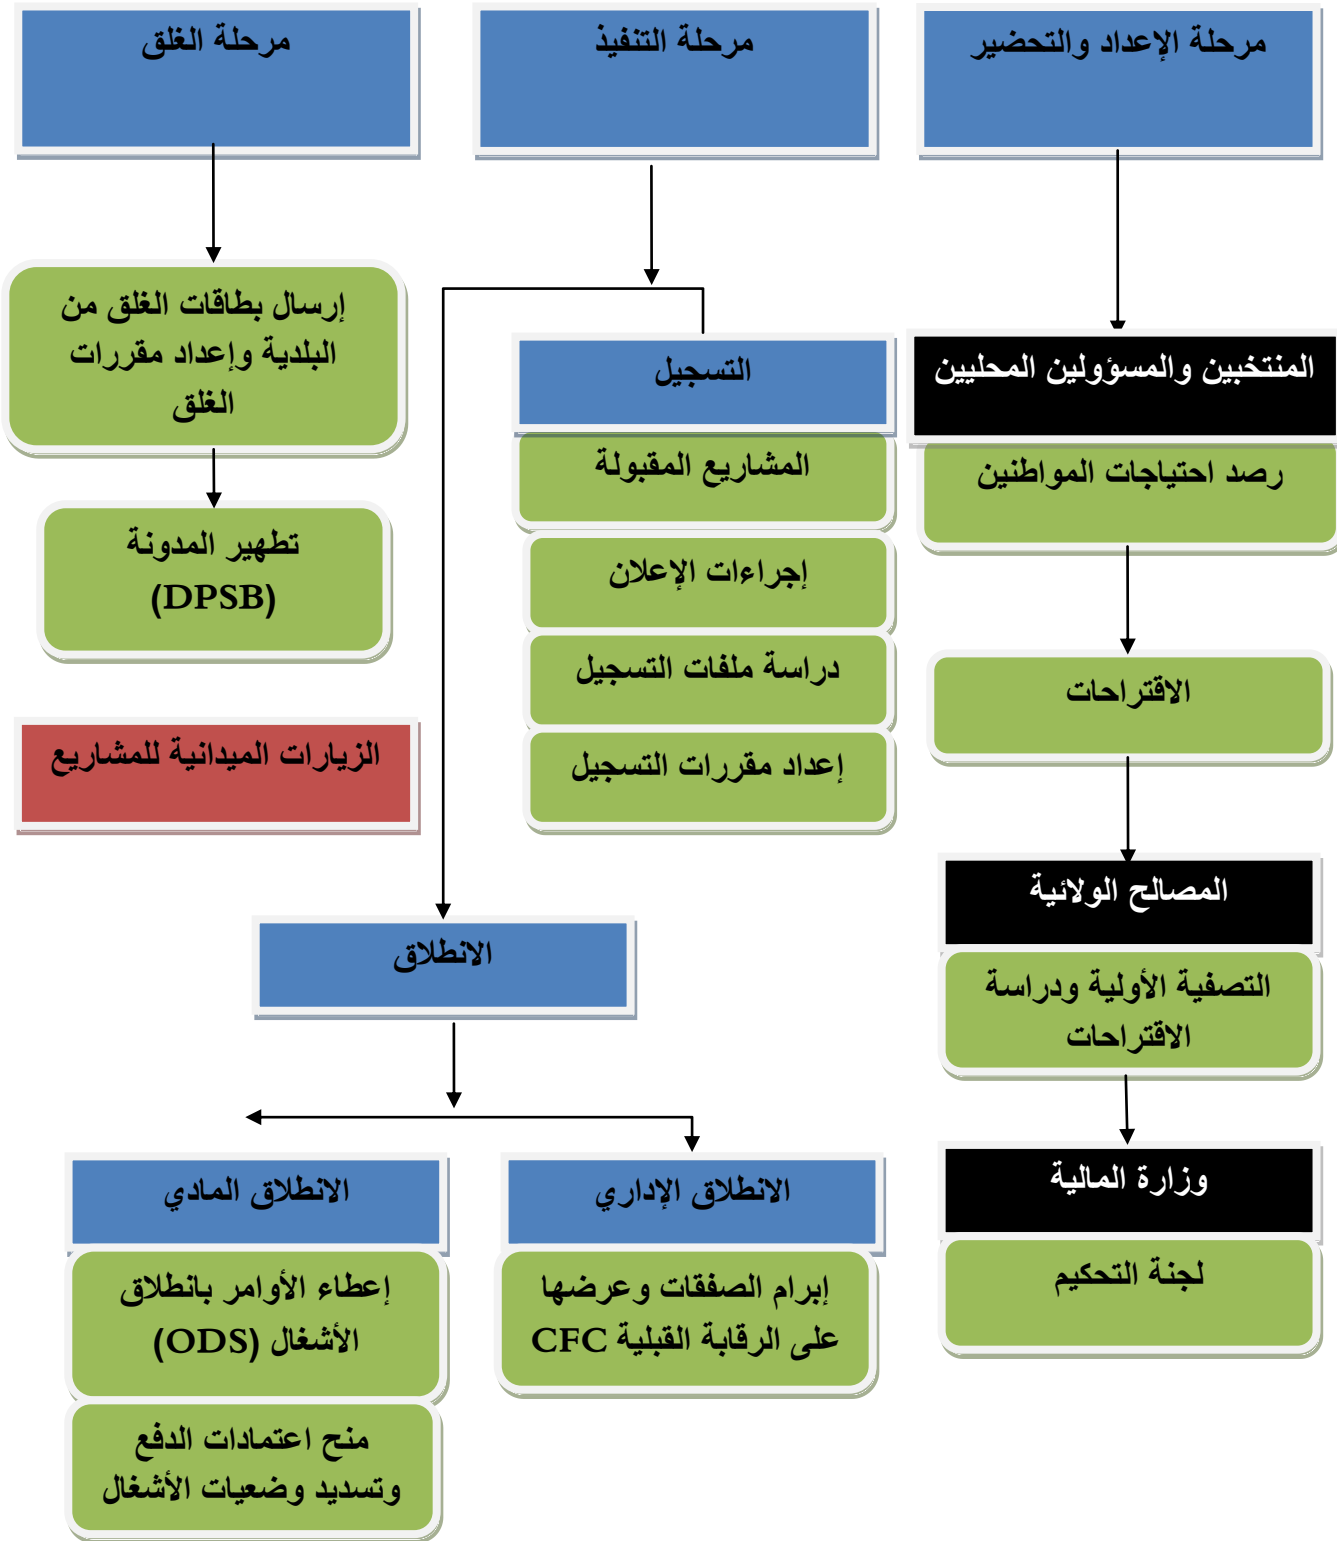 مرحلة الإعداد والتحضير
مرحلة التنفيذ
مرحلة الغلق
المنتخبين والمسؤولين المحليين
رصد احتياجات المواطنين
الاقتراحات
المصالح الولائية
التصفية الأولية ودراسة
الاقتراحات
وزارة المالية
لجنة التحكيم
التسجيل
المشاريع المقبولة
إجراءات الإعلان
دراسة ملفات التسجيل
إعداد مقررات التسجيل
الانطلاق
الانطلاق الإداري
إبرام الصفقات وعرضها
على الرقابة القبلية CFC
الانطلاق المادي
إعطاء الأوامر بانطلاق
الأشغال (ODS)
منح اعتمادات الدفع
وتسديد وضعيات الأشغال
إرسال بطاقات الغلق من
البلدية وإعداد مقررات
الغلق
تطهير المدونة
(DPSB)
الزيارات الميدانية للمشاريع